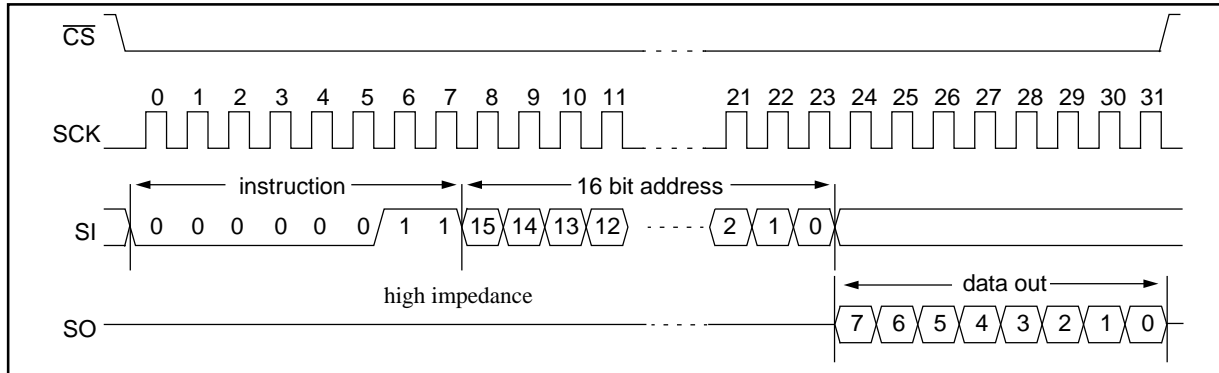 CS
0 1 2 3 4 5 6 7 8 9 10 11 21 22 23 24 25 26 27 28 29 30 31
SCK
instruction 16 bit address
SI 0 0 0 0 0 0 1 1 15 14 13 12 2 1 0
high impedance data out
SO 7 6 5 4 3 2 1 0